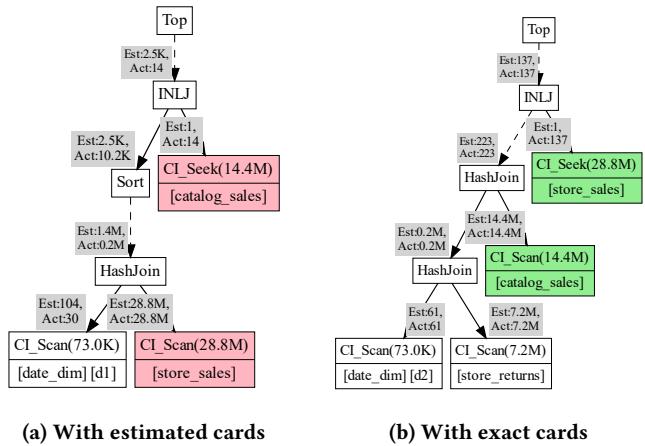 Top
Est:2.5K,
Act:14
INLJ
Est:2.5K,
Act:10.2K
Est:1,
Act:14
Sort
CI_Seek(14.4M)
[catalog_sales]
Est:1.4M,
Act:0.2M
HashJoin
Est:104,
Act:30
Est:28.8M,
Act:28.8M
CI_Scan(73.0K)
[date_dim] [d1]
CI_Scan(28.8M)
[store_sales]
(a) With estimated cards
Top
Est:137,
Act:137
INLJ
Est:223,
Act:223
Est:1,
Act:137
HashJoin
CI_Seek(28.8M)
[store_sales]
Est:0.2M,
Act:0.2M
Est:14.4M,
Act:14.4M
HashJoin
CI_Scan(14.4M)
[catalog_sales]
Est:61,
Act:61
Est:7.2M,
Act:7.2M
CI_Scan(73.0K)
[date_dim] [d2]
CI_Scan(7.2M)
[store_returns]
(b) With exact cards